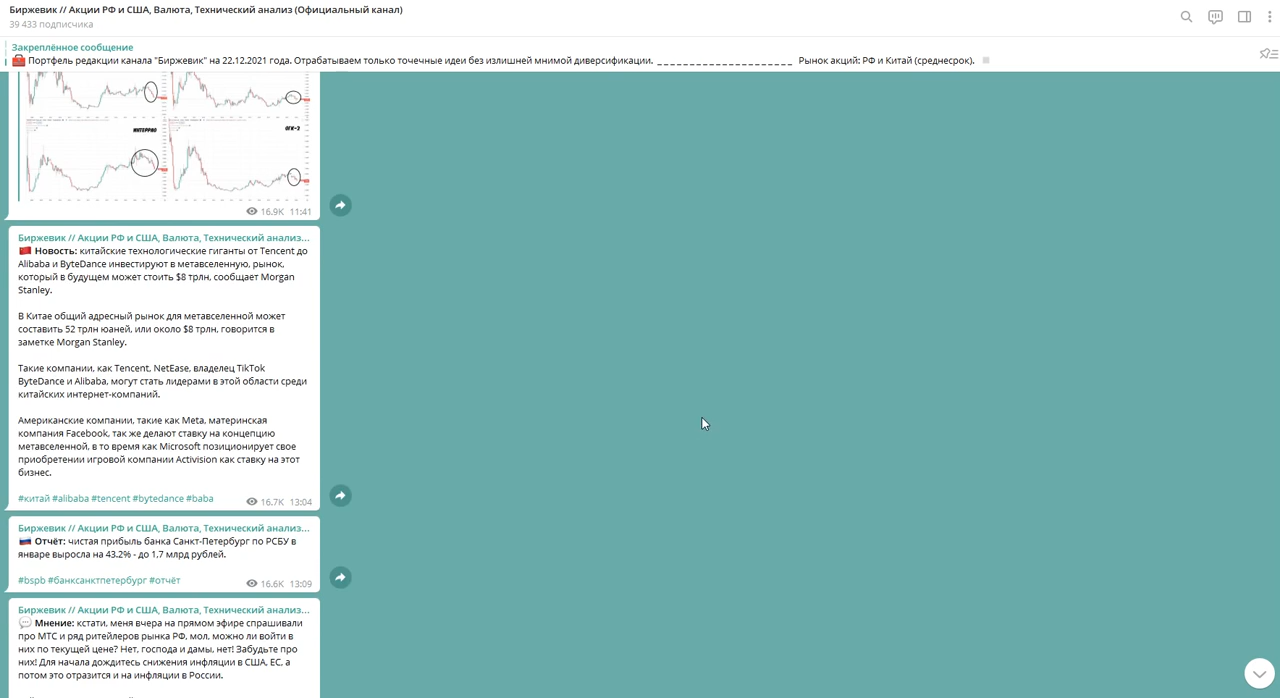 Биржевик // Акции РФ и США, Валюта, Технический анализ (Официальный канал)
39 433 подписчика
Закреплённое сообщение
Портфель редакции канала "Биржевик" на 22.12.2021 года. Отрабатываем только точечные идеи без излишней мнимой диверсификации. _ _ _ _ _ _ _ _ _ _ _ _ _ _ _ _ _ _ _ _ _ Рынок акций: РФ и Китай (среднесрок).
ИНТЕРРАО
ОГК-2
16.9K 11:41
Биржевик // Акции РФ и США, Валюта, Технический анализ...
Новость: китайские технологические гиганты от Tencent до
Alibaba и ByteDance инвестируют в метавселенную, рынок,
который в будущем может стоить $8 трлн, сообщает Morgan
Stanley.
В Китае общий адресный рынок для метавселенной может
составить 52 трлн юаней, или около $8 трлн, говорится в
заметке Morgan Stanley.
Такие компании, как Tencent, NetEase, владелец TikTok
ByteDance и Alibaba, могут стать лидерами в этой области среди
китайских интернет-компаний.
Американские компании, такие как Meta, материнская
компания Facebook, так же делают ставку на концепцию
метавселенной, в то время как Microsoft позиционирует свое
приобретении игровой компании Activision как ставку на этот
бизнес.
#китай #alibaba #tencent #bytedance #baba
16.7K 13:04
Биржевик // Акции РФ и США, Валюта, Технический анализ...
Отчёт: чистая прибыль банка Санкт-Петербург по РСБУ в
январе выросла на 43.2% - до 1,7 млрд рублей.
#bspb #банксанктпетербург #отчёт
16.6K 13:09
Биржевик // Акции РФ и США, Валюта, Технический анализ...
Мнение: кстати, меня вчера на прямом эфире спрашивали
про МТС и ряд ритейлеров рынка РФ, мол, можно ли войти в
них по текущей цене? Нет, господа и дамы, нет! Забудьте про
них! Для начала дождитесь снижения инфляции в США, ЕС, а
потом это отразится и на инфляции в России.